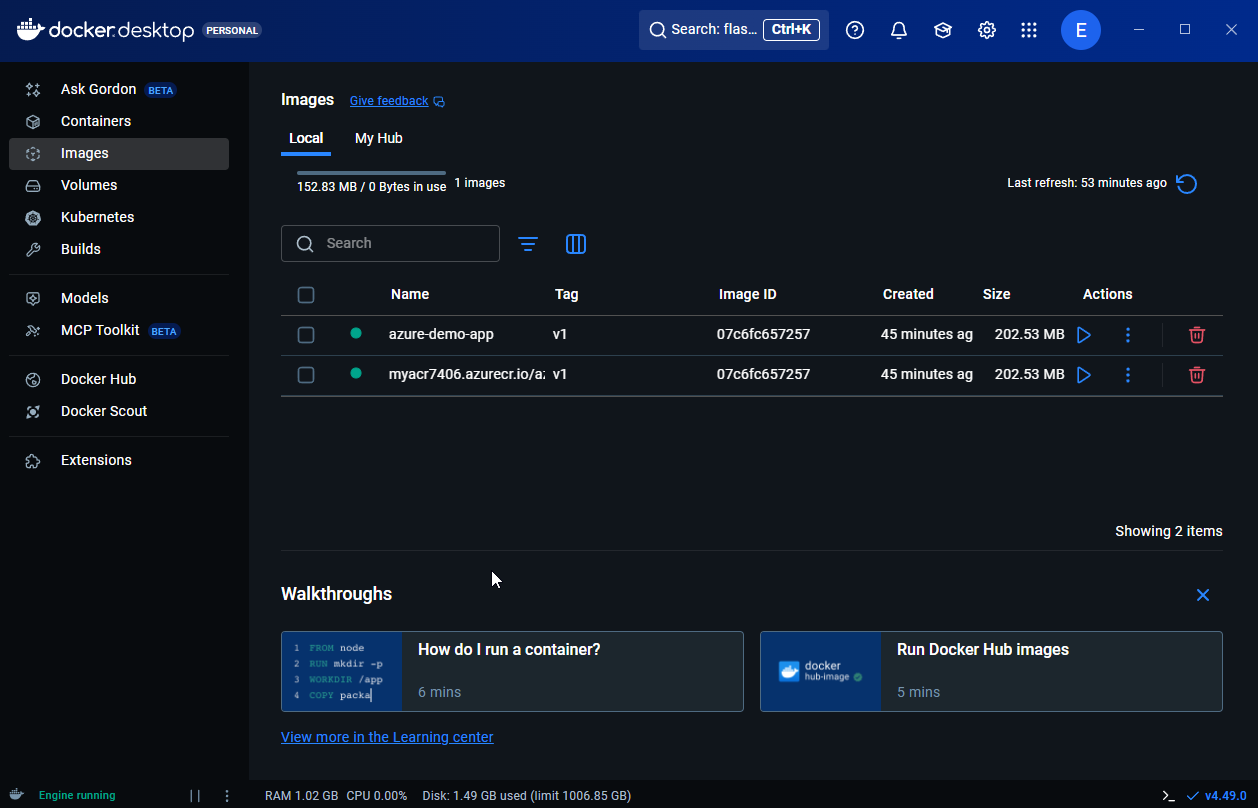 docker.desktop PERSONAL
Search: flas... Ctrl+K
E
Ask Gordon BETA
Containers
Images
Volumes
Kubernetes
Builds
Models
MCP Toolkit BETA
Docker Hub
Docker Scout
Extensions
Images Give feedback
Local My Hub
152.83 MB / 0 Bytes in use 1 images
Last refresh: 53 minutes ago
Search
Name Tag Image ID Created Size Actions
azure-demo-app v1 07c6fc657257 45 minutes ag 202.53 MB
myacr7406.azurecr.io/a: v1 07c6fc657257 45 minutes ag 202.53 MB
Showing 2 items
Walkthroughs
1 FROM node
2 RUN mkdir -p
3 WORKDIR /app
4 COPY packa
How do I run a container?
6 mins
docker
hub-image
Run Docker Hub images
5 mins
View more in the Learning center
Engine running
RAM 1.02 GB CPU 0.00% Disk: 1.49 GB used (limit 1006.85 GB)
v4.49.0